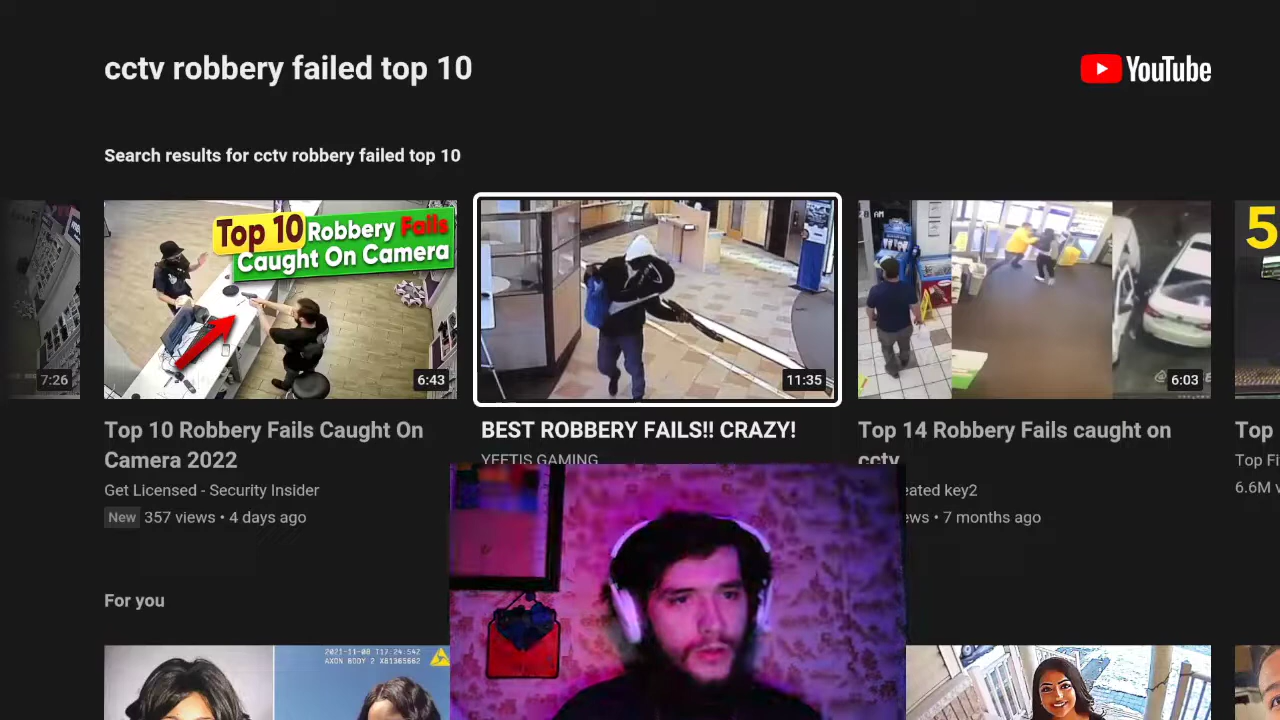 cctv robbery failed top 10
YouTube
Search results for cctv robbery failed top 10
Top 10 Robbery Fails
Caught On Camera
5
7:26
6:43
11:35
6:03
Top 10 Robbery Fails Caught On
Camera 2022
Get Licensed - Security Insider
New 357 views • 4 days ago
BEST ROBBERY FAILS!! CRAZY!
YEETIS GAMING
Top 14 Robbery Fails caught on
cctv
eated key2
ews • 7 months ago
Top
Top Fi
6.6M v
For you
2021-11-08 T17:24:54Z
AXON BODY 2 X81365662